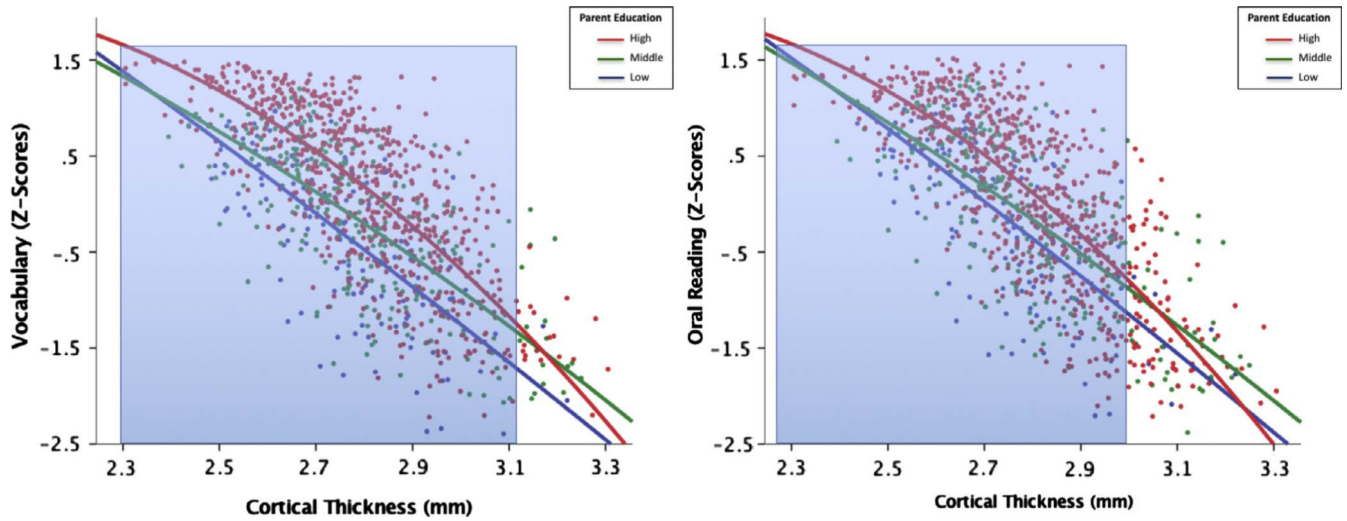 Parent Education
High
Middle
Low
Vocabulary (Z-Scores)
1.5
.5
-.5
-1.5
-2.5
2.3 2.5 2.7 2.9 3.1 3.3
Cortical Thickness (mm)
Parent Education
High
Middle
Low
Oral Reading (Z-Scores)
1.5
.5
-.5
-1.5
-2.5
2.3 2.5 2.7 2.9 3.1 3.3
Cortical Thickness (mm)